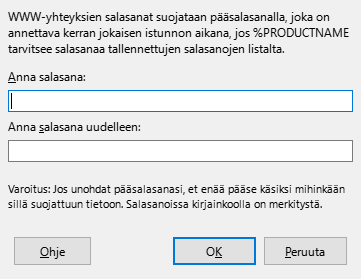 WWW-yhteyksien salasanat suojataan pääsalasanalla, joka on
annettava kerran jokaisen istunnon aikana, jos %PRODUCTNAME
tarvitsee salasanaa tallennettujen salasanojen listalta.
Anna salasana:
Anna salasana uudelleen:
Varoitus: Jos unohdat pääsalasanasi, et enää pääse käsiksi mihinkään
sillä suojattuun tietoon. Salasanoissa kirjainkoolla on merkitystä.
Ohje
OK
Peruuta